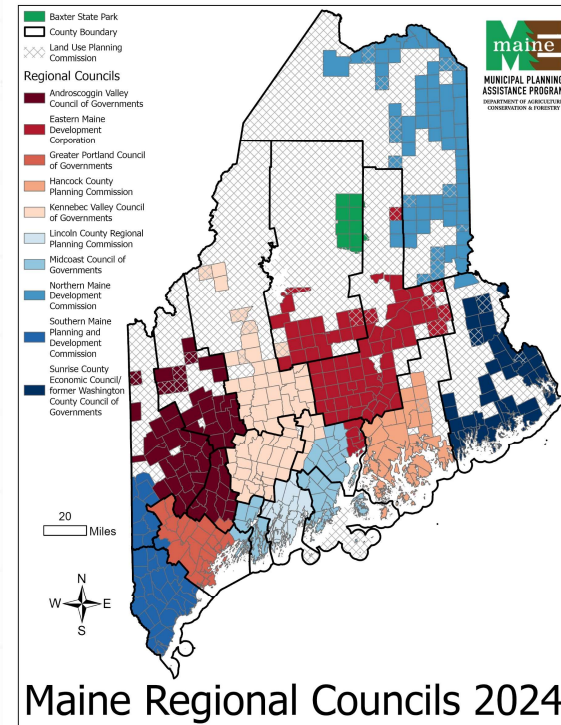 Baxter State Park
County Boundary
Land Use Planning
Commission
Regional Councils
Androscoggin Valley
Council of Governments
Eastern Maine
Development
Corporation
Greater Portland Council
of Governments
Hancock County
Planning Commission
Kennebec Valley Council
of Governments
Lincoln County Regional
Planning Commission
Midcoast Council of
Governments
Northern Maine
Development
Commission
Southern Maine
Planning and
Development
Commission
Sunrise County
Economic Council/
former Washington
County Council of
Governments
maine
MUNICIPAL PLANNING
ASSISTANCE PROGRAM
DEPARTMENT OF AGRICULTURE
CONSERVATION & FORESTRY
20
Miles
N
W E
S
Maine Regional Councils 2024